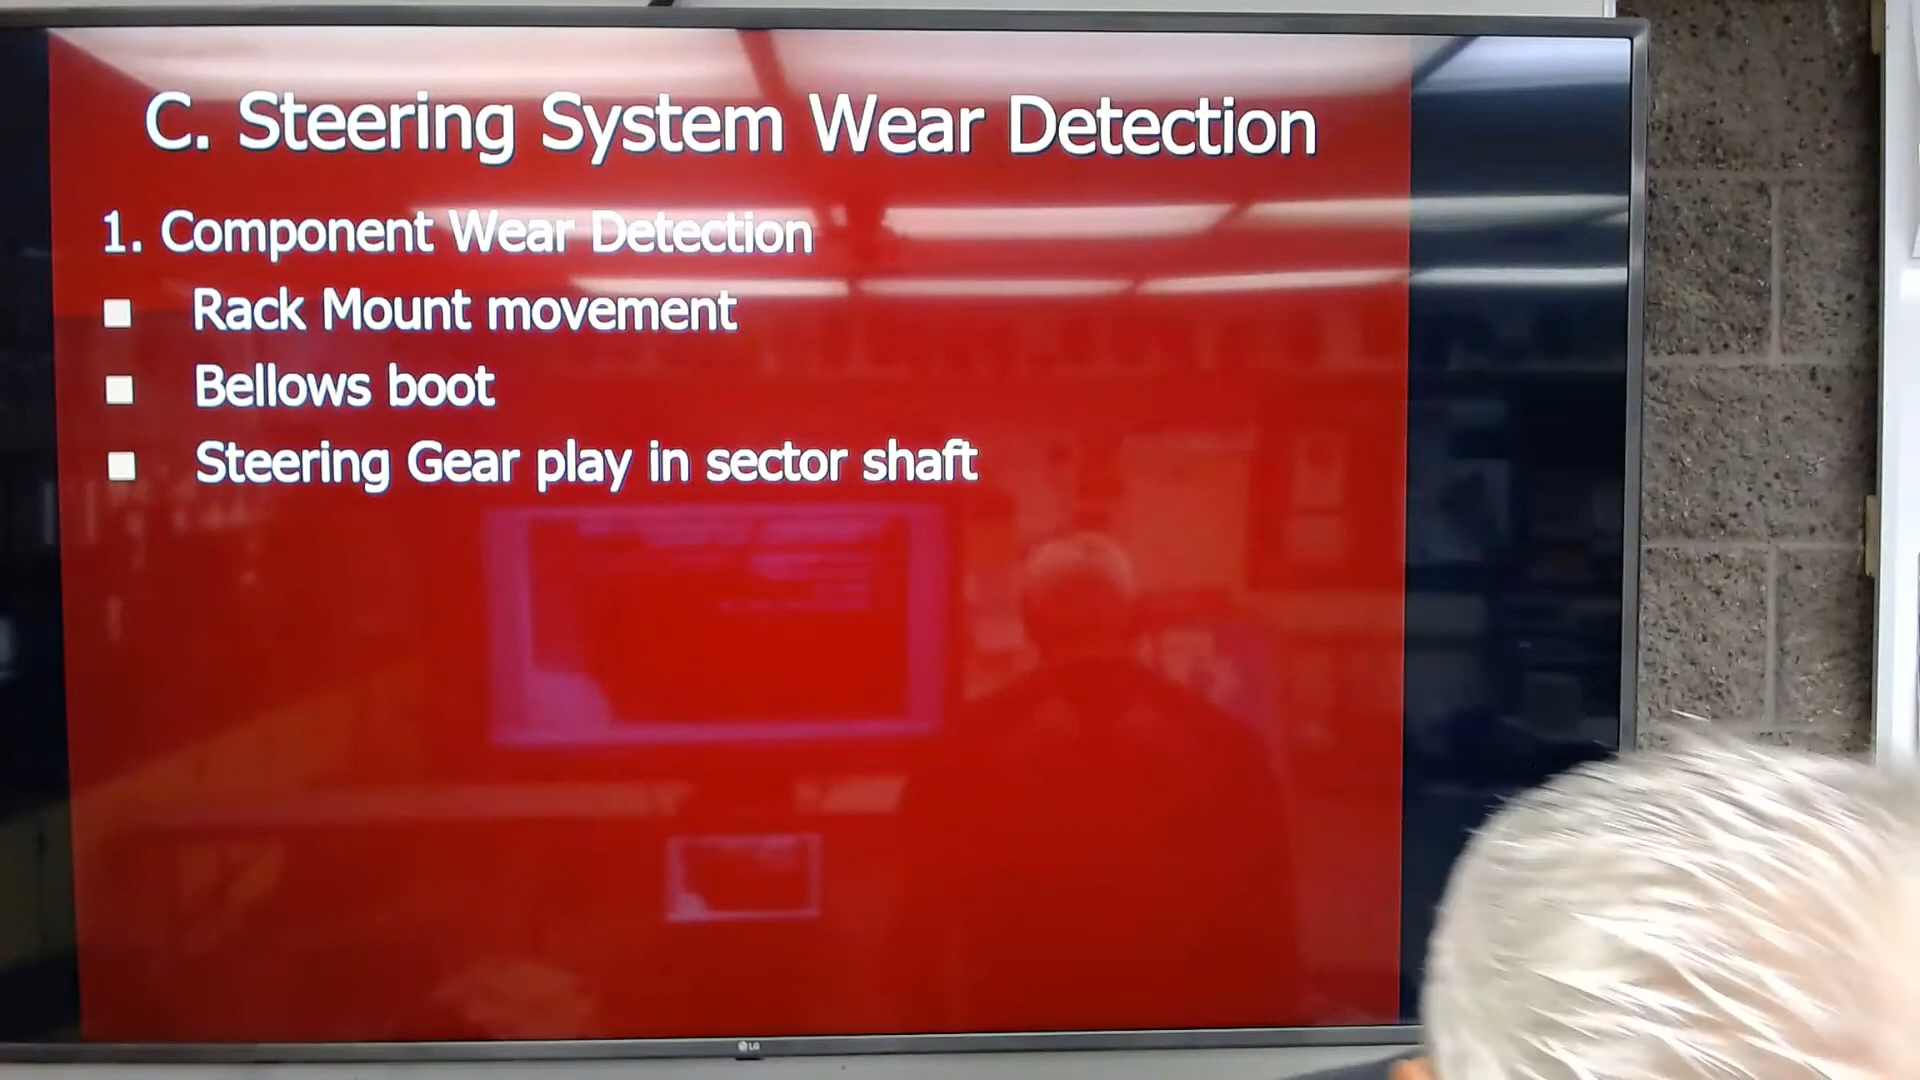 C. Steering System Wear Detection
1. Component Wear Detection
Rack Mount movement
Bellows boot
Steering Gear play in sector shaft
LG